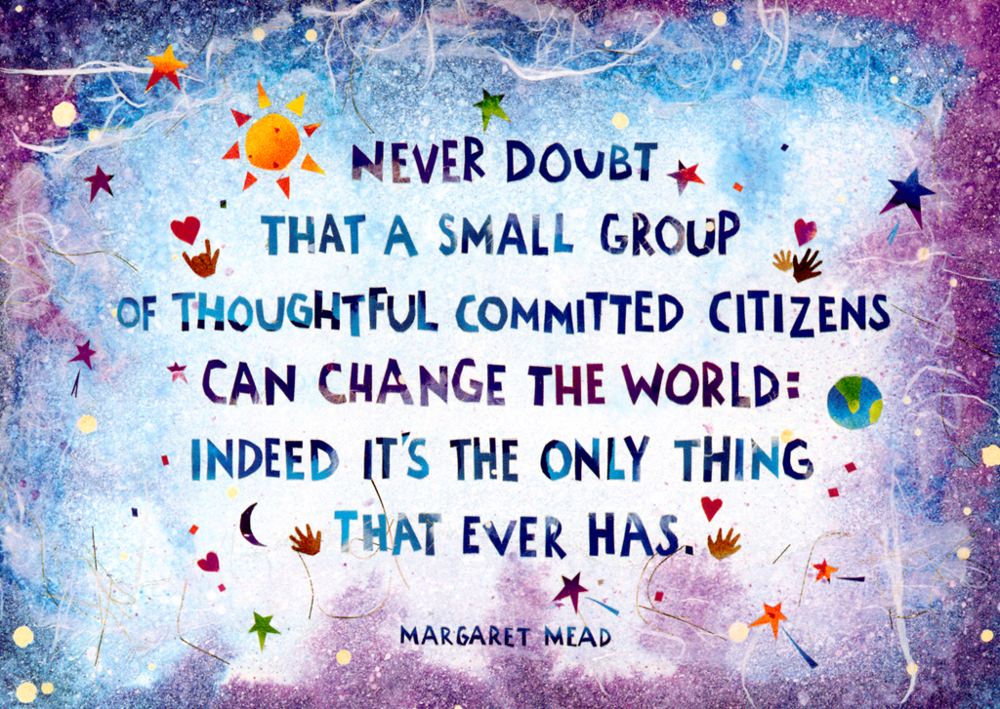 NEVER DOUBT
THAT A SMALL GROUP
OF THOUGHTFUL COMMITTED CITIZENS
CAN CHANGE THE WORLD:
INDEED IT'S THE ONLY THING
THAT EVER HAS.
MARGARET MEAD